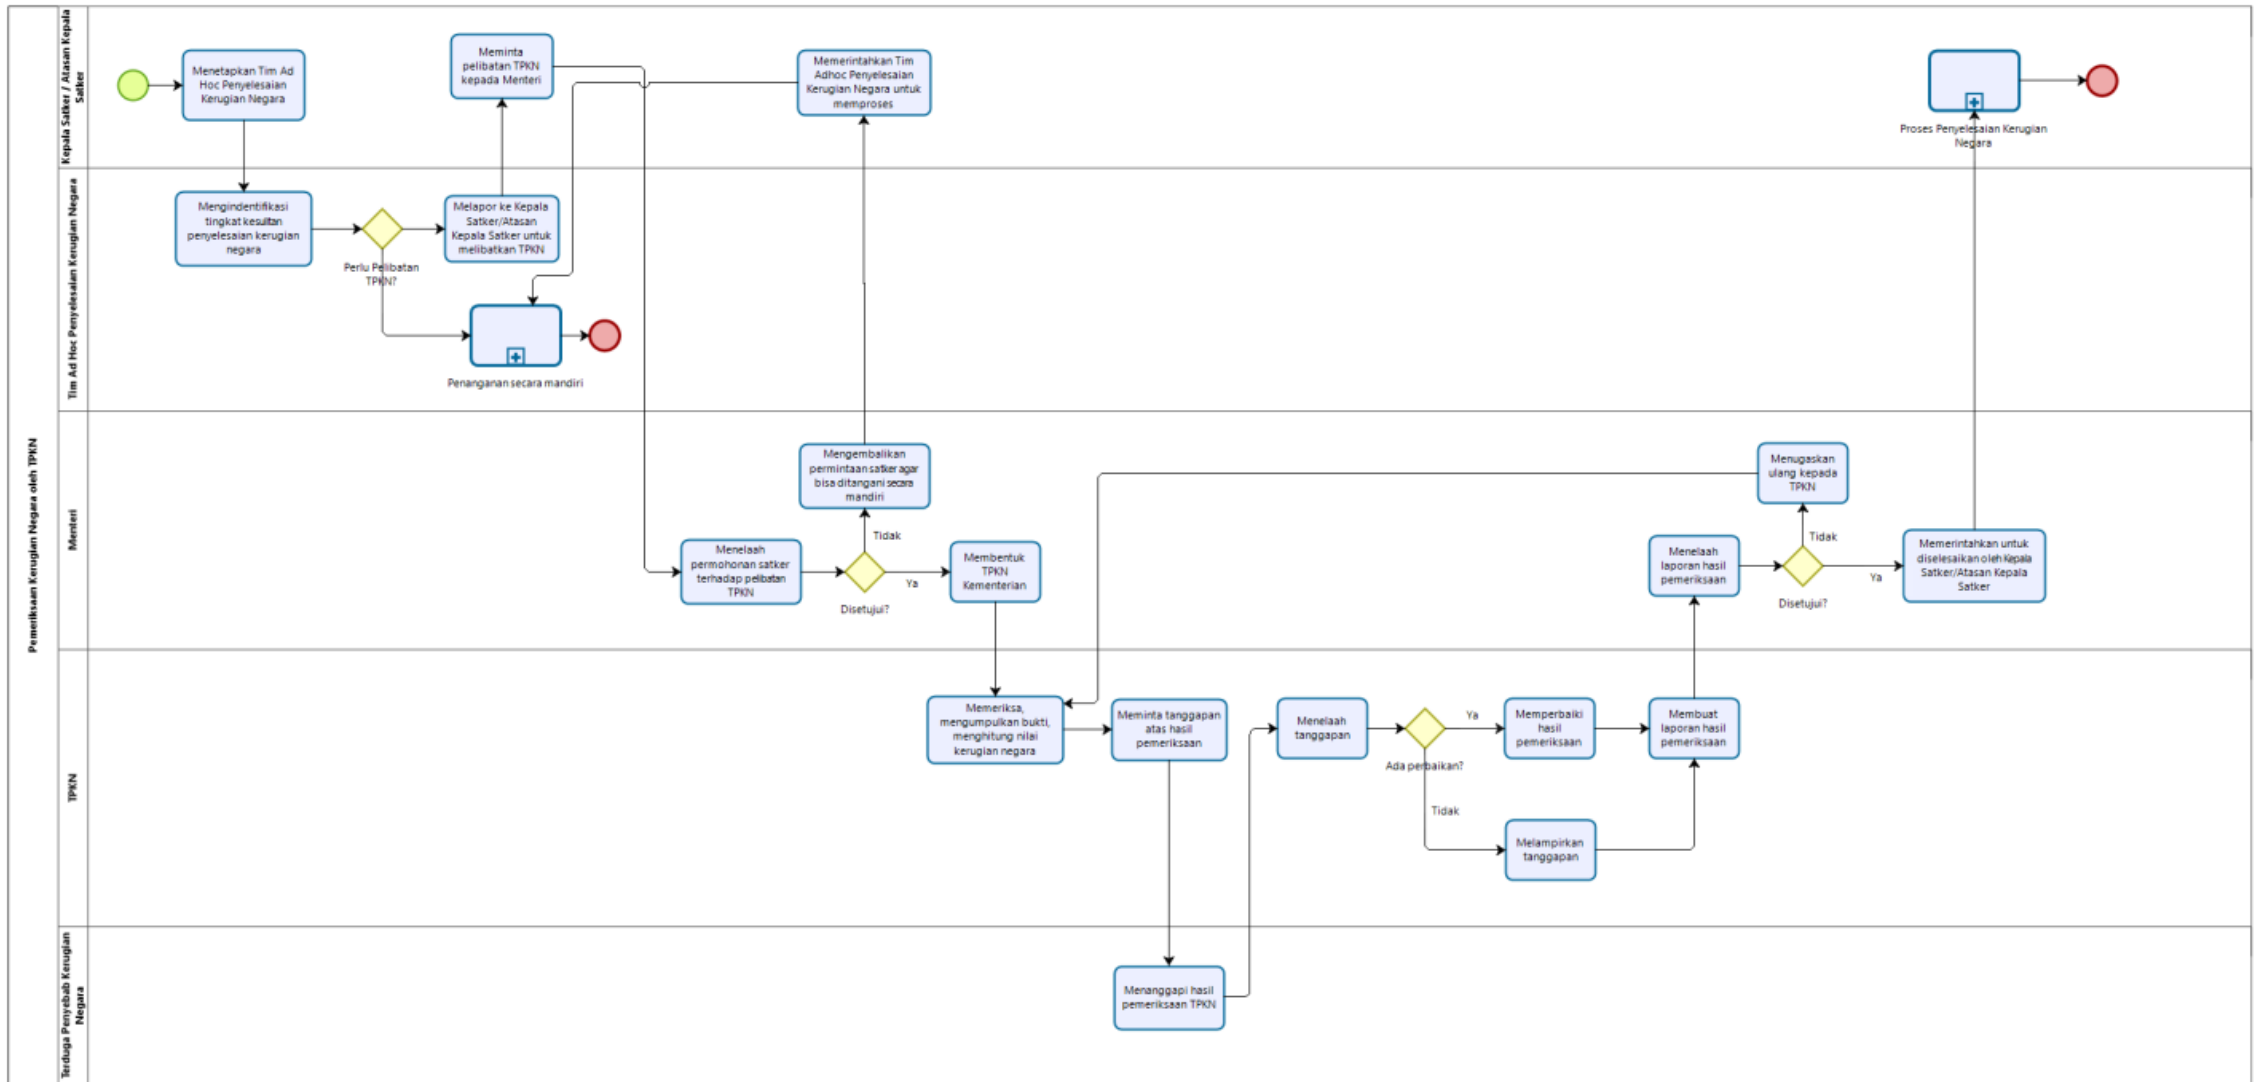 Pemeriksaan Kerugian Negara oleh TPKN
Kepala Satker / Atasan Kepala
Satker
Menetapkan Tim Ad
Hoc Penyelesaian
Kerugian Negara
Meminta
pelibatan TPKN
kepada Menteri
Memerintahkan Tim
Adhoc Penyelesaian
Kerugian Negara untuk
memproses
Proses Penyelesaian Kerugian
Negara
Tim Ad Hoc Penyelesaian Kerugian Negara
Mengindentifikasi
tingkat kesulitan
penyelesaian kerugian
negara
Perlu Pelibatan
TPKN?
Melapor ke Kepala
Satker/Atasan
Kepala Satker untuk
melibatkan TPKN
Penanganan secara mandiri
Menteri
Menelaah
permohonan satker
terhadap pelibatan
TPKN
Mengembalikan
permintaan satker agar
bisa ditangani secara
mandiri
Tidak
Disetujui?
Ya
Membentuk
TPKN
Kementerian
Menelaah
laporan hasil
pemeriksaan
Menugaskan
ulang kepada
TPKN
Tidak
Disetujui?
Ya
Memerintahkan untuk
diselesaikan oleh Kepala
Satker/Atasan Kepala
Satker
TPKN
Memeriksa,
mengumpulkan bukti,
menghitung nilai
kerugian negara
Meminta tanggapan
atas hasil
pemeriksaan
Menelaah
tanggapan
Ada perbaikan?
Ya
Memperbaiki
hasil
pemeriksaan
Membuat
laporan hasil
pemeriksaan
Tidak
Melampirkan
tanggapan
Terduga Penyebab Kerugian
Negara
Menanggapi hasil
pemeriksaan TPKN